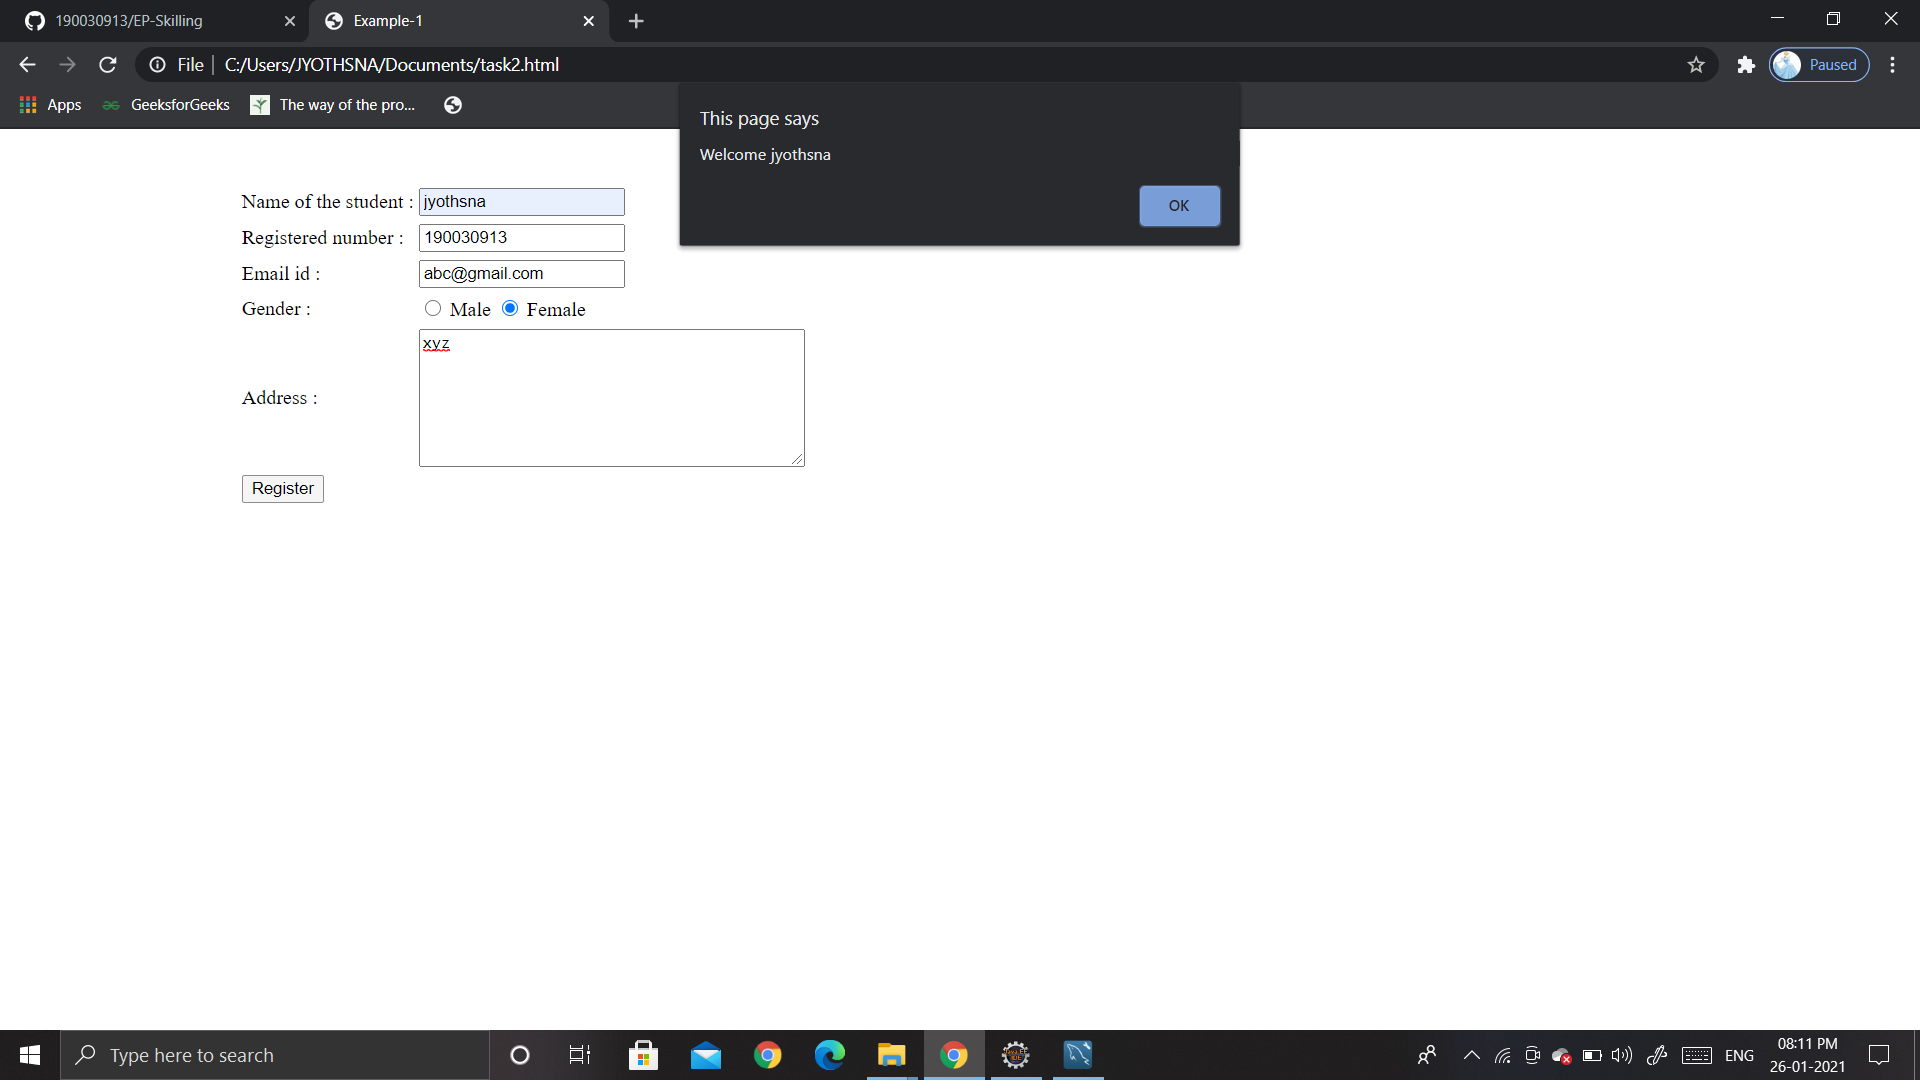 190030913/EP-Skilling
Example-1
File
C:/Users/JYOTHSNA/Documents/task2.html
Paused
Apps
GeeksforGeeks
The way of the pro...
This page says
Welcome jyothsna
OK
Name of the student : jyothsna
Registered number : 190030913
Email id : abc@gmail.com
Gender : Male Female
xyz
Address :
Register
Type here to search
ENG
08:11 PM
26-01-2021